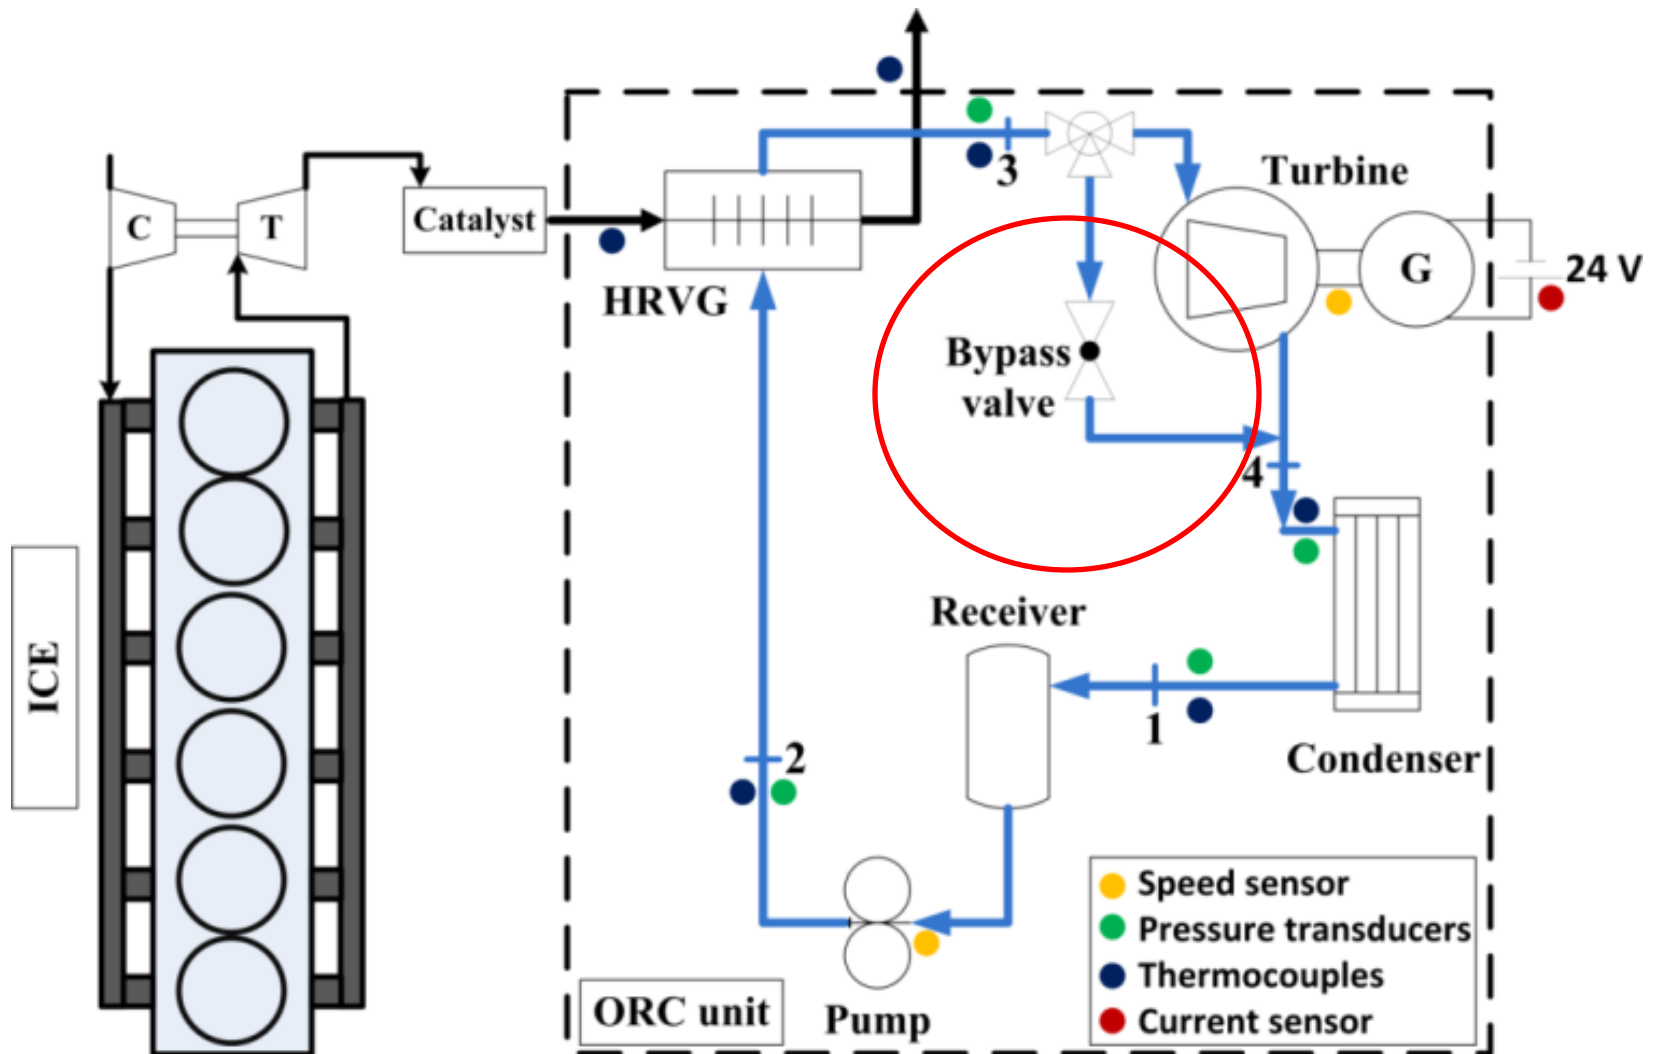 3
Turbine
C
T
Catalyst
G
24 V
HRVG
Bypass
valve
4
Receiver
ICE
1
2
Condenser
Speed sensor
Pressure transducers
Thermocouples
Current sensor
ORC unit
Pump